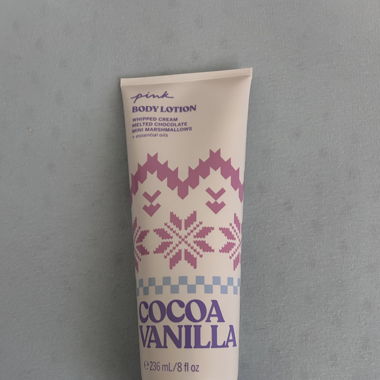 pink
BODY LOTION
WHIPPED CREAM
MELTED CHOCOLATE
MINI MARSHMALLOWS
+ essential oils
COCOA
VANILLA
℮ 236 mL/8 fl oz